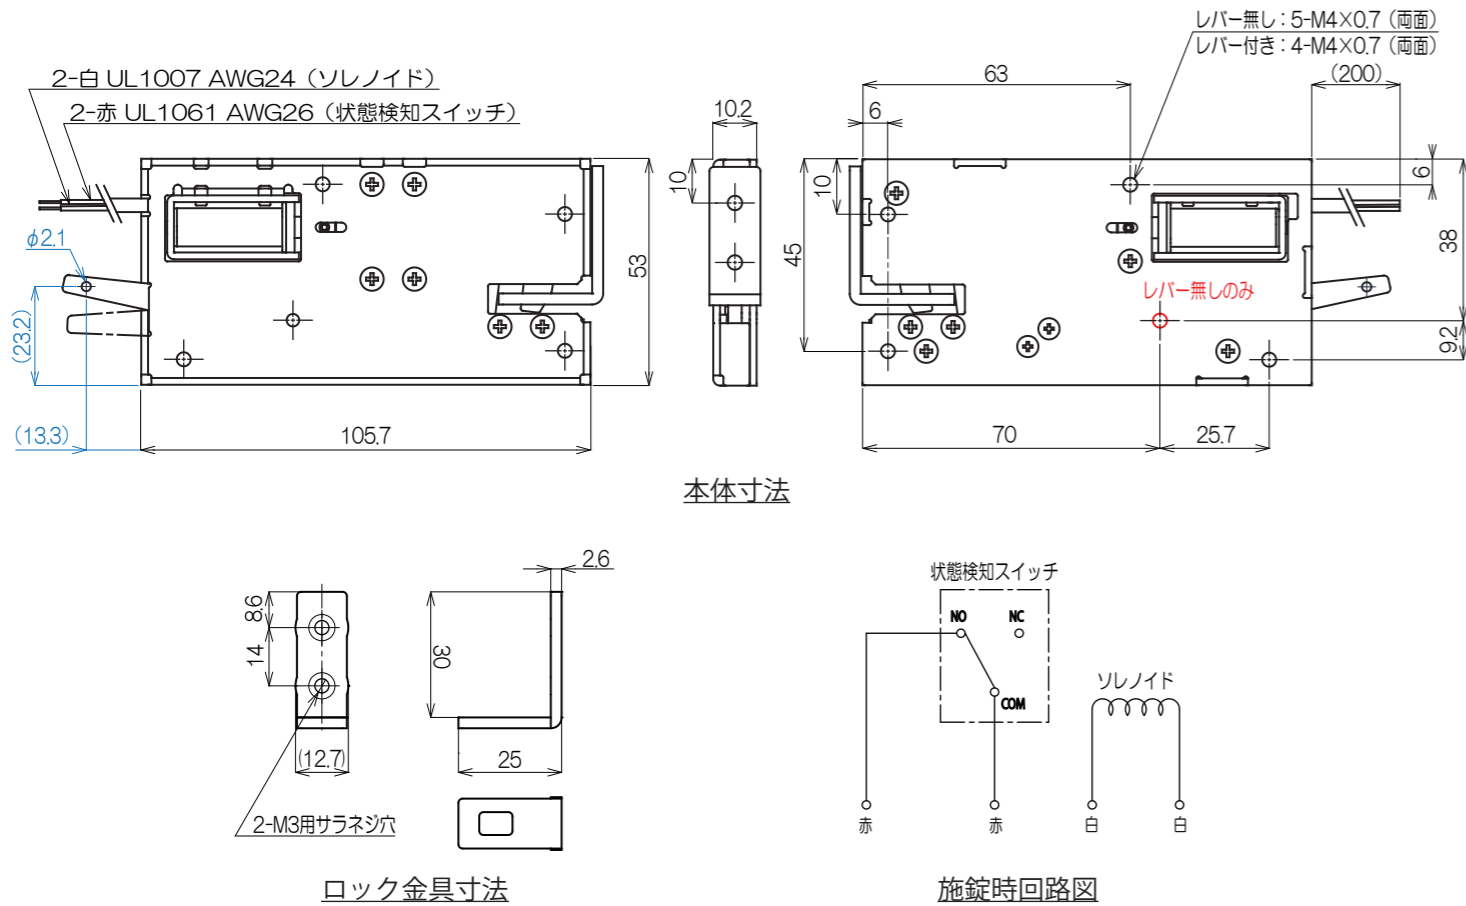 レバー無し：5-M4×0.7（両面）
レバー付き：4-M4×0.7（両面）
2-白 UL1007 AWG24（ソレノイド）
2-赤 UL1061 AWG26（状態検知スイッチ）
63
(200)
10.2
6
10
10
6
φ2.1
53
45
38
レバー無しのみ
(23.2)
9.2
(13.3)
105.7
70
25.7
本体寸法
2.6
8.6
14
30
(12.7)
25
2-M3用サラネジ穴
ロック金具寸法
状態検知スイッチ
NO
NC
COM
ソレノイド
赤
赤
白
白
施錠時回路図